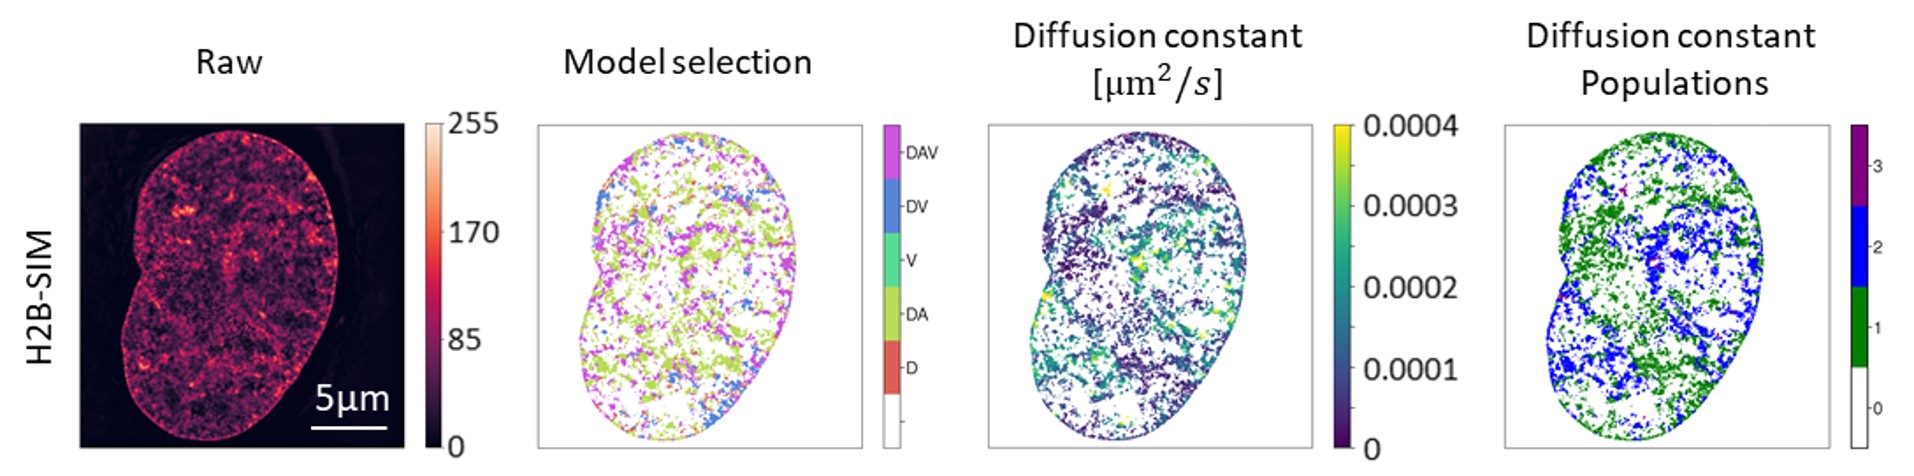 Raw
Model selection
Diffusion constant
[μm²/s]
Diffusion constant
Populations
H2B-SIM
255
170
85
0
5μm
DAV
DV
V
DA
D
0.0004
0.0003
0.0002
0.0001
0
3
2
1
0